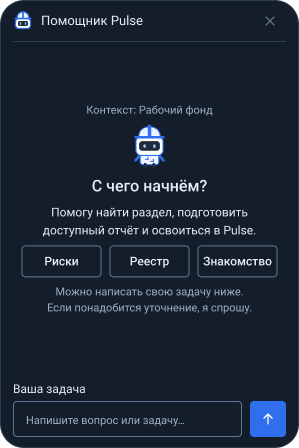 Помощник Pulse
Контекст: Рабочий фонд
С чего начнём?
Помогу найти раздел, подготовить
доступный отчёт и освоиться в Pulse.
Риски
Реестр
Знакомство
Можно написать свою задачу ниже.
Если понадобится уточнение, я спрошу.
Ваша задача
Напишите вопрос или задачу…